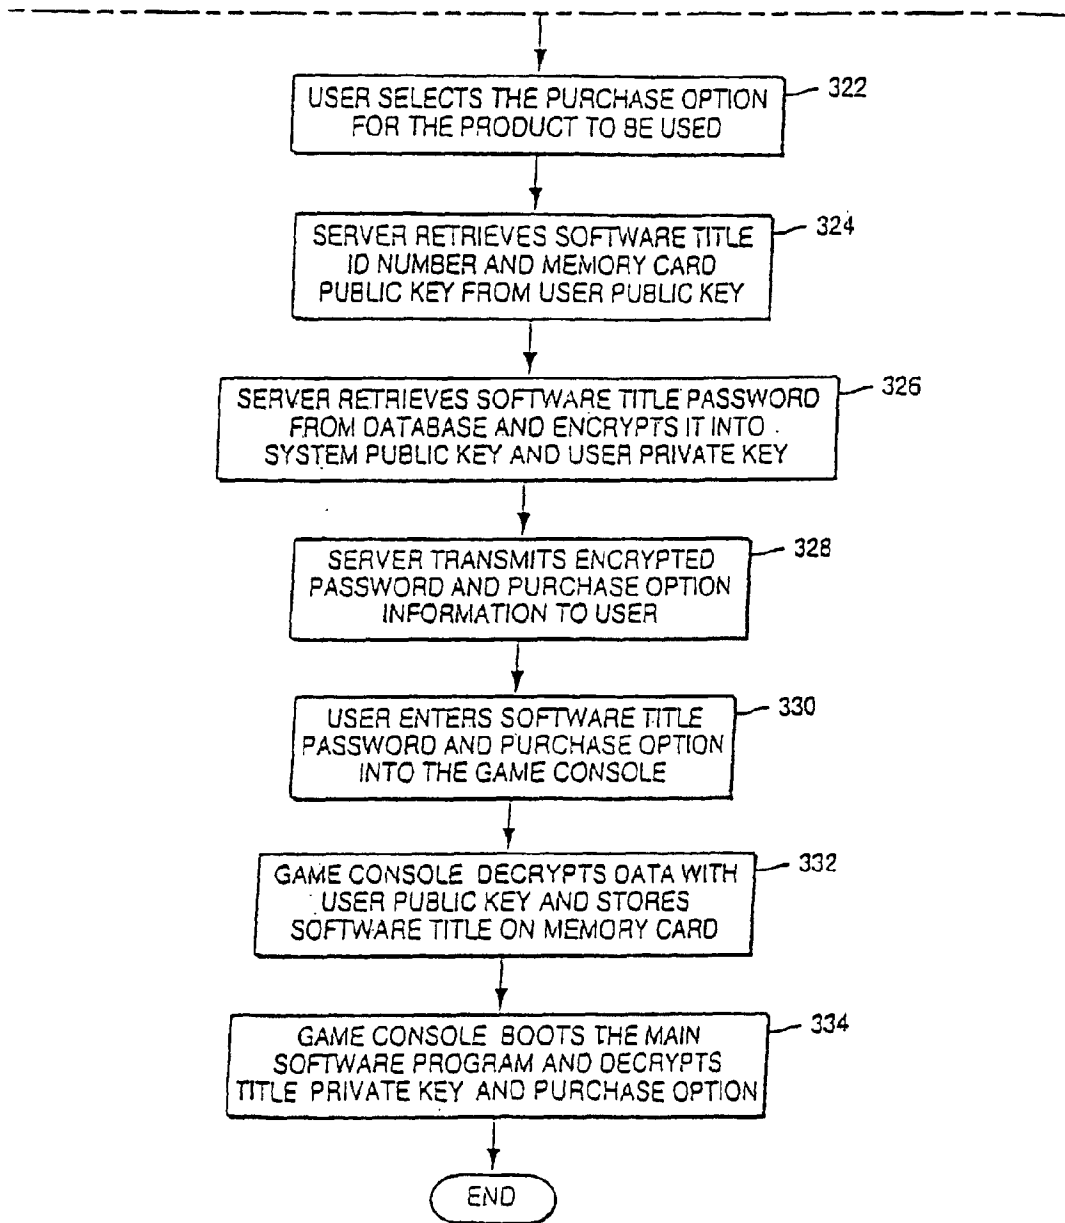 USER SELECTS THE PURCHASE OPTION
FOR THE PRODUCT TO BE USED
322
SERVER RETRIEVES SOFTWARE TITLE
ID NUMBER AND MEMORY CARD
PUBLIC KEY FROM USER PUBLIC KEY
324
SERVER RETRIEVES SOFTWARE TITLE PASSWORD
FROM DATABASE AND ENCRYPTS IT INTO
SYSTEM PUBLIC KEY AND USER PRIVATE KEY
326
SERVER TRANSMITS ENCRYPTED
PASSWORD AND PURCHASE OPTION
INFORMATION TO USER
328
USER ENTERS SOFTWARE TITLE
PASSWORD AND PURCHASE OPTION
INTO THE GAME CONSOLE
330
GAME CONSOLE DECRYPTS DATA WITH
USER PUBLIC KEY AND STORES
SOFTWARE TITLE ON MEMORY CARD
332
GAME CONSOLE BOOTS THE MAIN
SOFTWARE PROGRAM AND DECRYPTS
TITLE PRIVATE KEY AND PURCHASE OPTION
334
END